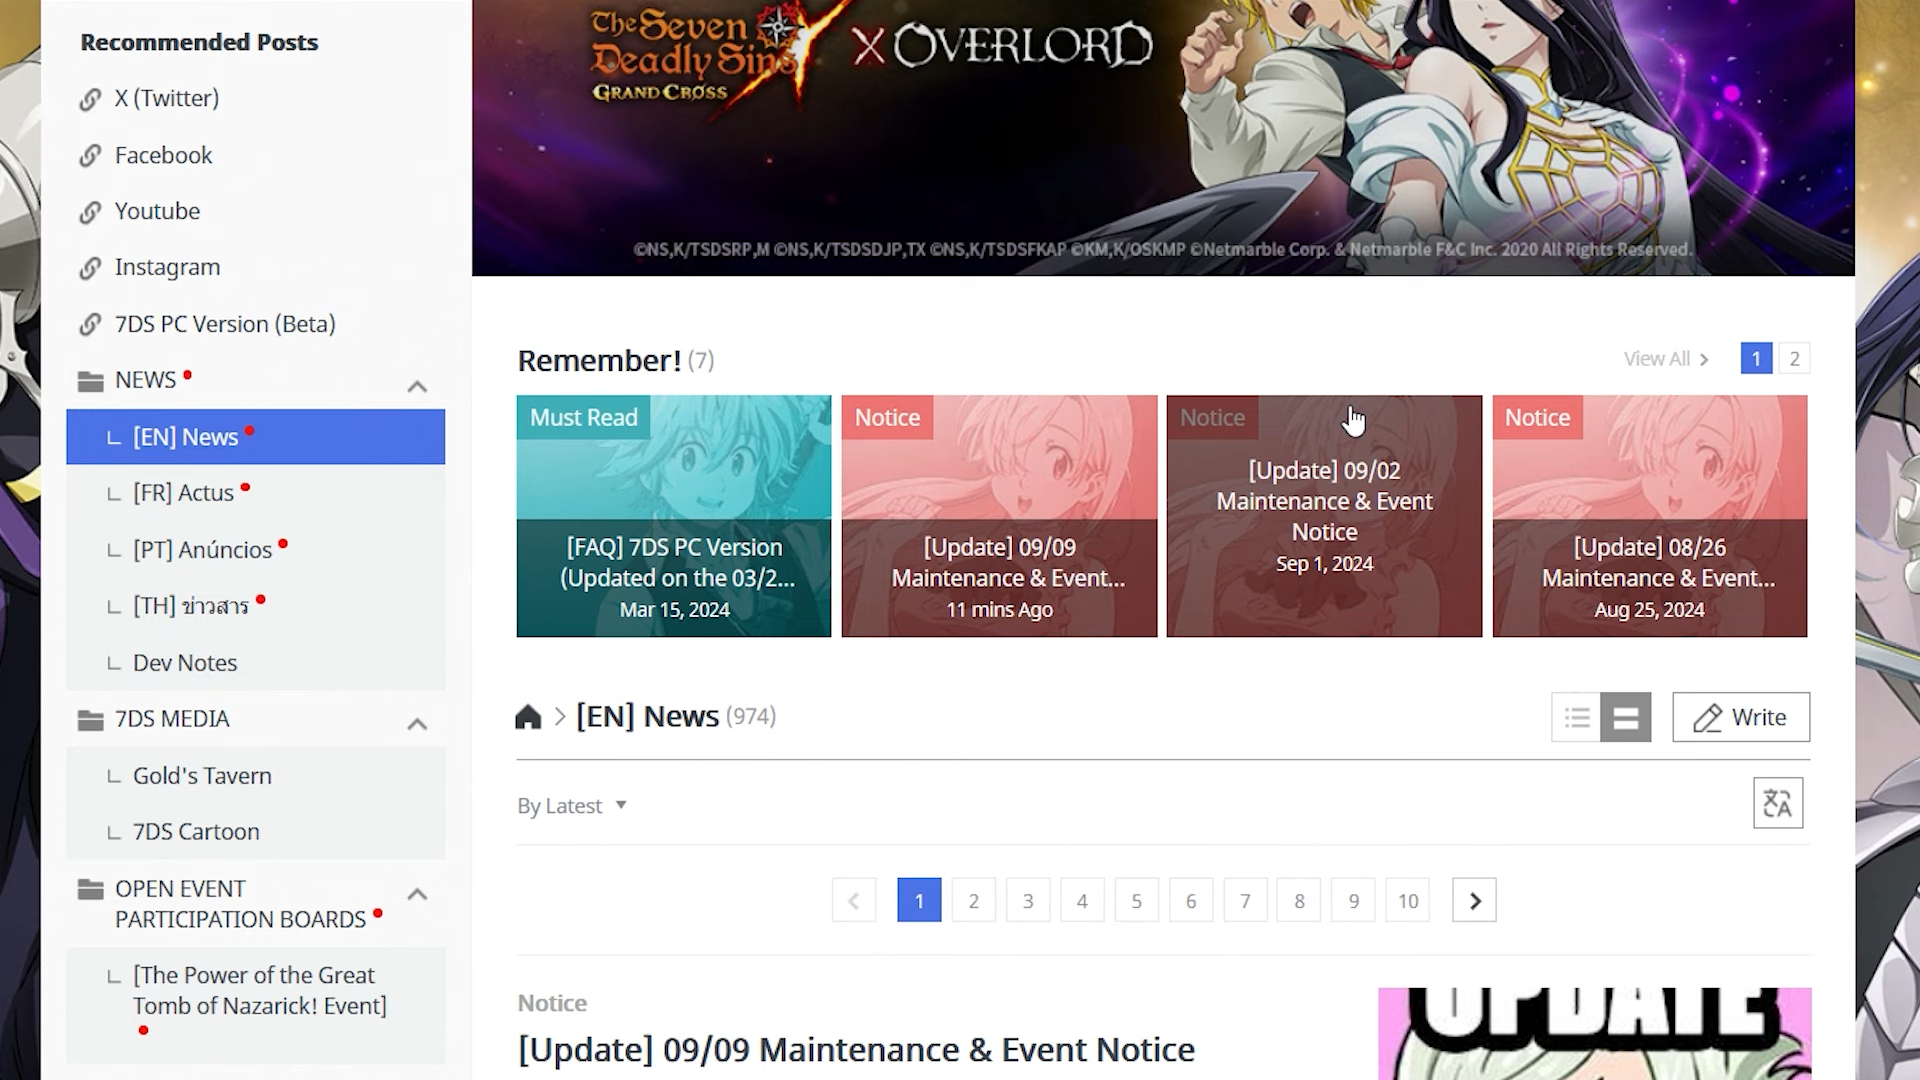 Recommended Posts
X (Twitter)
Facebook
Youtube
Instagram
7DS PC Version (Beta)
NEWS
[EN] News
[FR] Actus
[PT] Anúncios
[TH] ข่าวสาร
Dev Notes
7DS MEDIA
Gold's Tavern
7DS Cartoon
OPEN EVENT
PARTICIPATION BOARDS
[The Power of the Great
Tomb of Nazarick! Event]
The Seven
Deadly Sins
GRAND CROSS
X OVERLORD
©NS,K/TSDSRP,M ©NS,K/TSDSDJP,TX ©NS,K/TSDSFKAP ©KM,K/OSKMP ©Netmarble Corp. & Netmarble F&C Inc. 2020 All Rights Reserved.
Remember! (7)
View All >
1 2
Must Read
[FAQ] 7DS PC Version
(Updated on the 03/2...
Mar 15, 2024
Notice
[Update] 09/09
Maintenance & Event...
11 mins Ago
Notice
[Update] 09/02
Maintenance & Event
Notice
Sep 1, 2024
Notice
[Update] 08/26
Maintenance & Event...
Aug 25, 2024
> [EN] News (974)
Write
By Latest
文A
< 1 2 3 4 5 6 7 8 9 10 >
Notice
[Update] 09/09 Maintenance & Event Notice
UPDATE